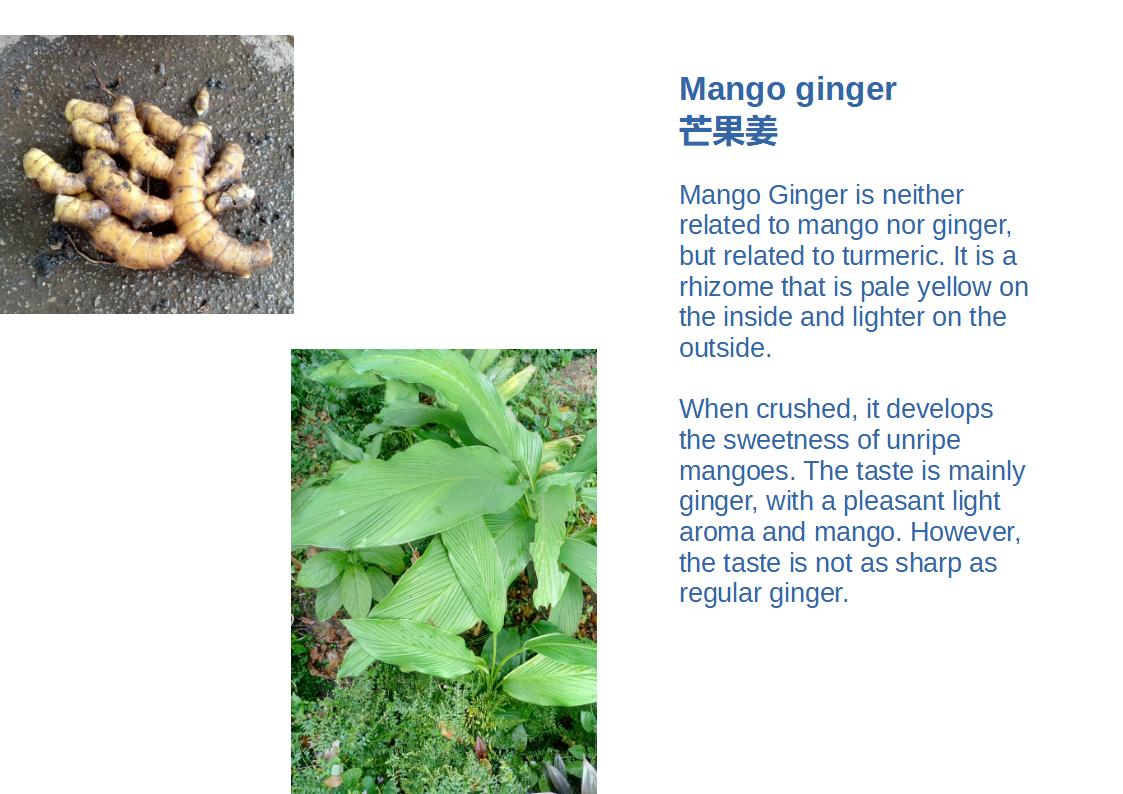 Mango ginger
芒果姜
Mango Ginger is neither
related to mango nor ginger,
but related to turmeric. It is a
rhizome that is pale yellow on
the inside and lighter on the
outside.
When crushed, it develops
the sweetness of unripe
mangoes. The taste is mainly
ginger, with a pleasant light
aroma and mango. However,
the taste is not as sharp as
regular ginger.